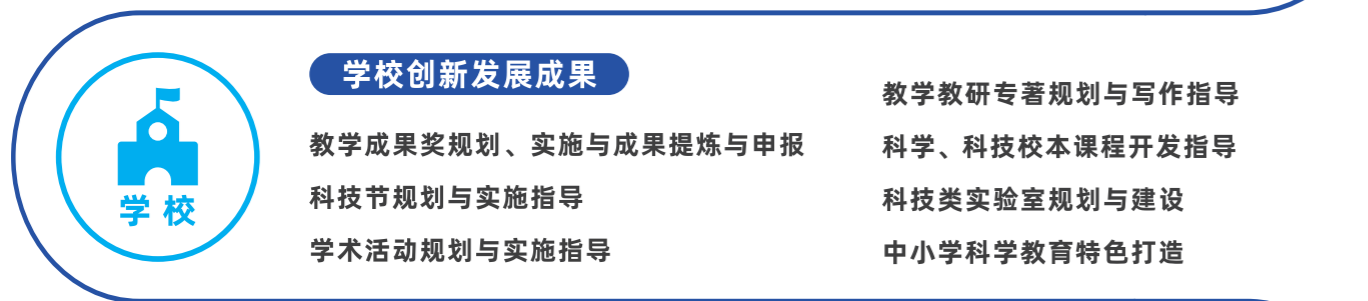 学校
学校创新发展成果
教学成果奖规划、实施与成果提炼与申报
科技节规划与实施指导
学术活动规划与实施指导
教学教研专著规划与写作指导
科学、科技校本课程开发指导
科技类实验室规划与建设
中小学科学教育特色打造